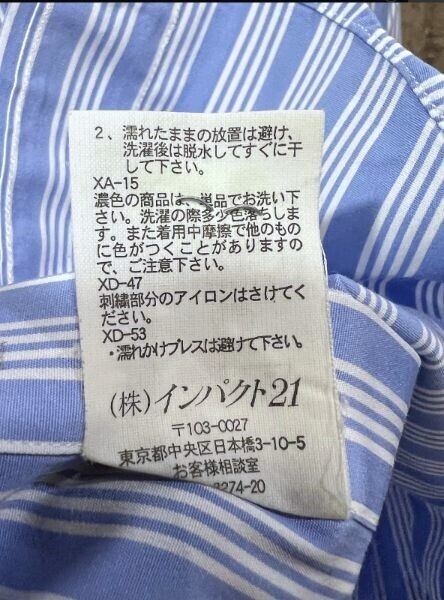 2、濡れたままの放置は避け、
洗濯後は脱水してすぐに干
して下さい。
XA-15
濃色の商品は、単品でお洗い下
さい。洗濯の際多少色落ちしま
す。また着用中摩擦で他のもの
に色がつくことがありますの
で、ご注意下さい。
XD-47
刺繍部分のアイロンはさけてく
ださい。
XD-53
・濡れかけプレスは避けて下さい。
(株)インパクト21
〒103-0027
東京都中央区日本橋3-10-5
お客様相談室
3274-20